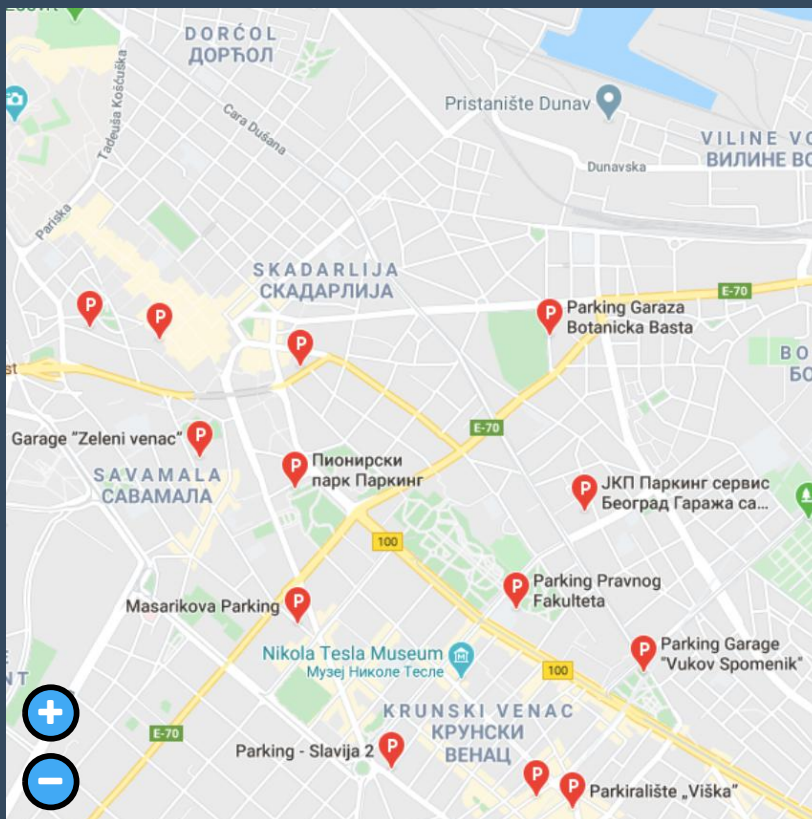 DORĆOL
ДОРЋОЛ
Tadeuša Košćuška
Cara Dušana
Pristanište Dunav
VILINE VO
ВИЛИНЕ ВО
Dunavska
Pariska
SKADARLIJA
СКАДАРЛИЈА
E-70
P
P
P
P
Parking Garaza
Botanicka Basta
BO
БО
st
E-70
Garage "Zeleni venac"
P
SAVAMALA
САВАМАЛА
P
Пионирски
парк Паркинг
P
ЈКП Паркинг сервис
Београд Гаража са...
100
P
Parking Pravnog
Fakulteta
Masarikova Parking
P
Nikola Tesla Museum
Музеј Николе Тесле
P
Parking Garage
"Vukov Spomenik"
100
NT
KRUNSKI VENAC
КРУНСКИ
ВЕНАЦ
E-70
Parking - Slavija 2
P
P
P
Parkiralište „Viška“